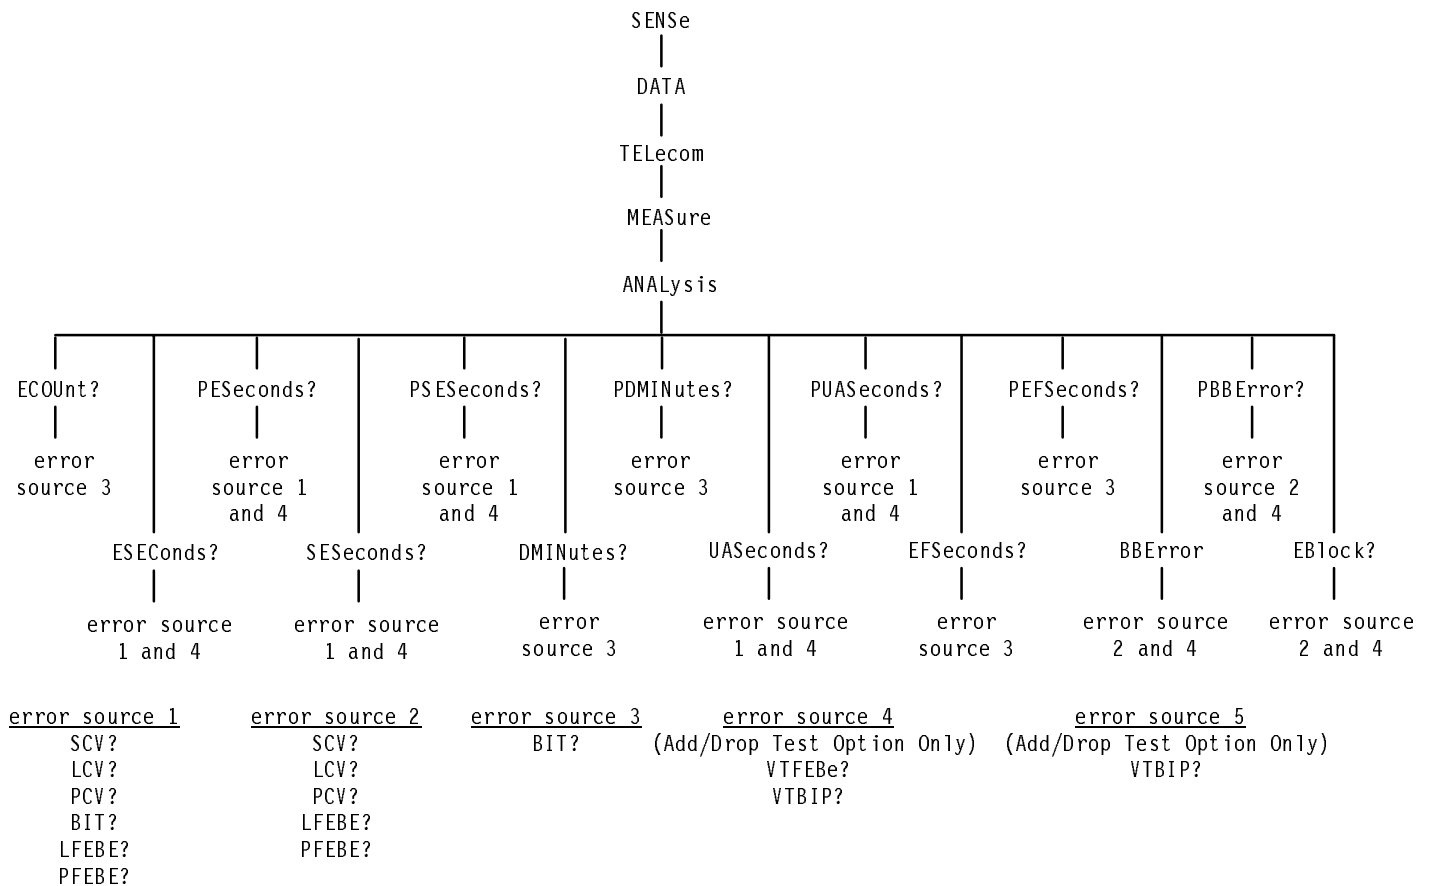 SENSe
DATA
TELecom
MEASure
ANALysis
ECOUnt?
PESeconds?
PSESeconds?
PDMINutes?
PUASeconds?
PEFSeconds?
PBBError?
error
source 3
error
source 1
and 4
error
source 1
and 4
error
source 3
error
source 1
and 4
error
source 3
error
source 2
and 4
ESEConds?
SESeconds?
DMINutes?
UASeconds?
EFSeconds?
BBError
EBlock?
error source
1 and 4
error source
1 and 4
error
source 3
error source
1 and 4
error
source 3
error source
2 and 4
error source
2 and 4
error source 1
SCV?
LCV?
PCV?
BIT?
LFEBE?
PFEBE?
error source 2
SCV?
LCV?
PCV?
LFEBE?
PFEBE?
error source 3
BIT?
error source 4
(Add/Drop Test Option Only)
VTFEBe?
VTBIP?
error source 5
(Add/Drop Test Option Only)
VTBIP?